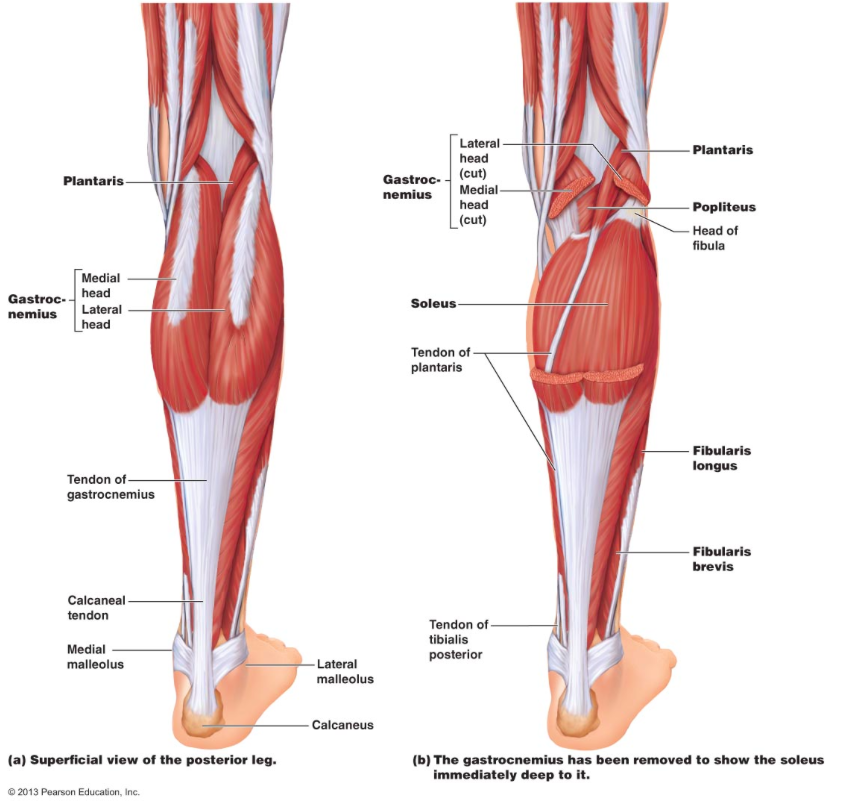 Plantaris
Gastroc-
nemius
Medial
head
Lateral
head
Tendon of
gastrocnemius
Calcaneal
tendon
Medial
malleolus
Lateral
malleolus
Calcaneus
(a) Superficial view of the posterior leg.
© 2013 Pearson Education, Inc.
Gastroc-
nemius
Lateral
head
(cut)
Medial
head
(cut)
Plantaris
Popliteus
Head of
fibula
Soleus
Tendon of
plantaris
Fibularis
longus
Fibularis
brevis
Tendon of
tibialis
posterior
(b) The gastrocnemius has been removed to show the soleus
immediately deep to it.